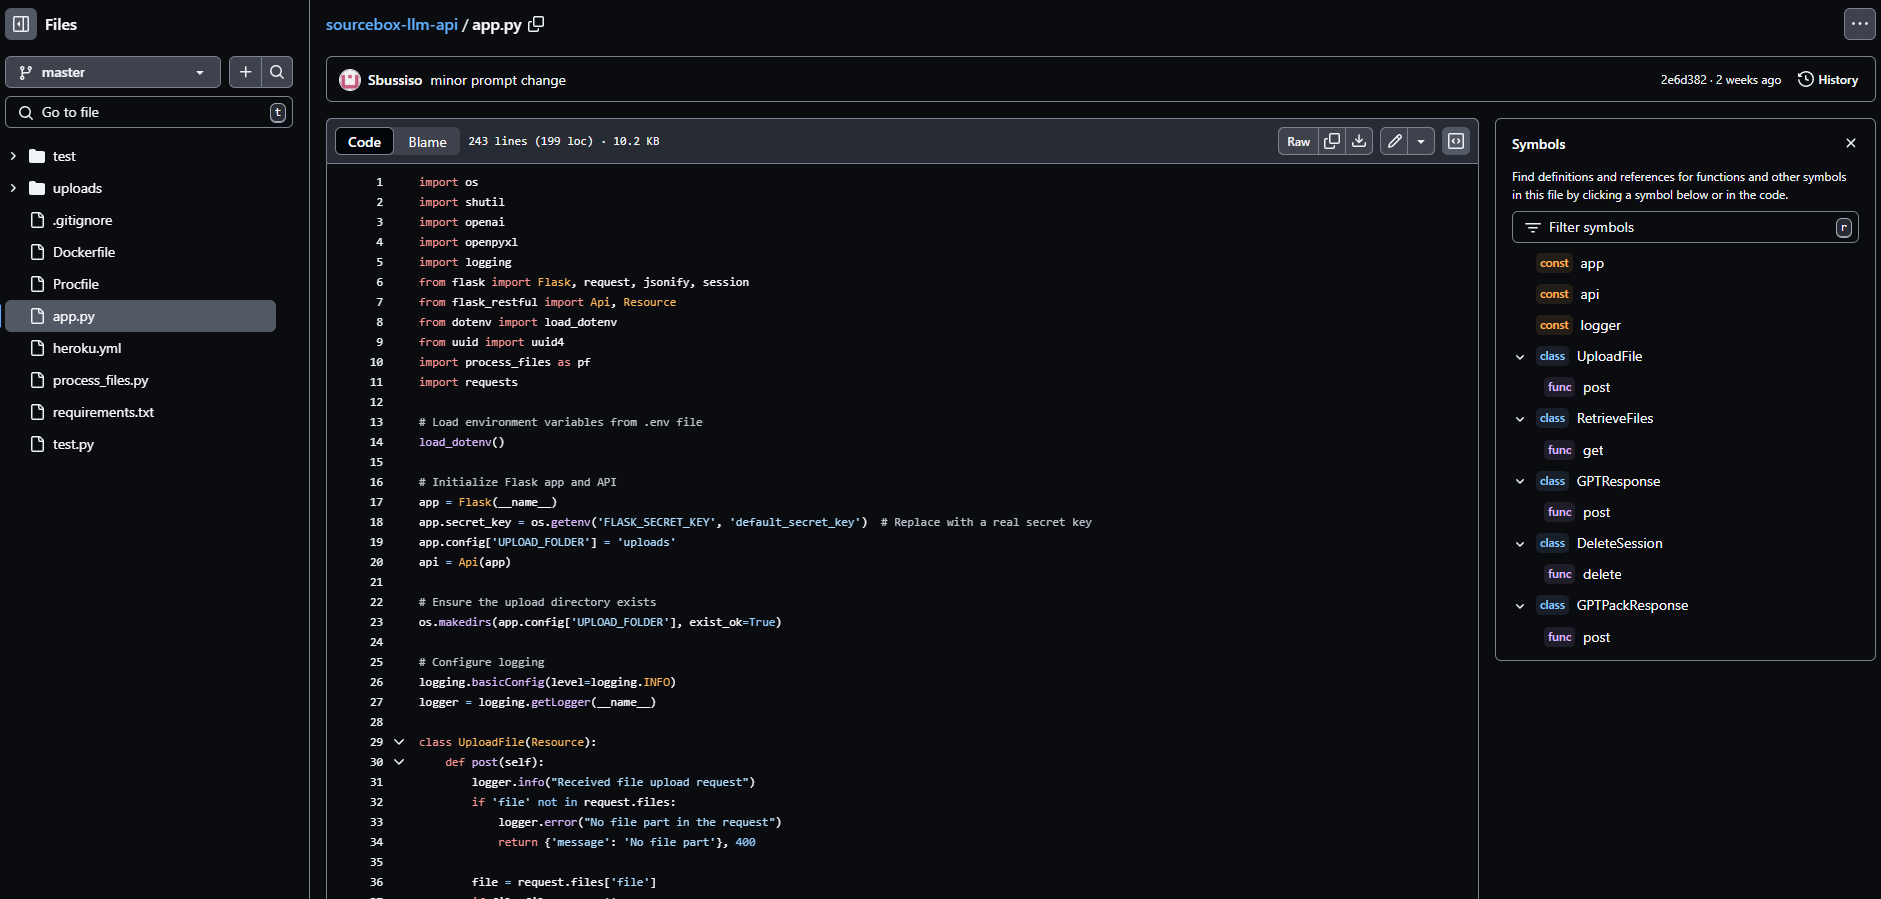 Files
master
Go to file
t
test
uploads
.gitignore
Dockerfile
Procfile
app.py
heroku.yml
process_files.py
requirements.txt
test.py
sourcebox-llm-api / app.py
Sbussiso minor prompt change
2e6d382 · 2 weeks ago
History
Code Blame 243 lines (199 loc) · 10.2 KB
Raw
1 import os
2 import shutil
3 import openai
4 import openpyxl
5 import logging
6 from flask import Flask, request, jsonify, session
7 from flask_restful import Api, Resource
8 from dotenv import load_dotenv
9 from uuid import uuid4
10 import process_files as pf
11 import requests
12
13 # Load environment variables from .env file
14 load_dotenv()
15
16 # Initialize Flask app and API
17 app = Flask(__name__)
18 app.secret_key = os.getenv('FLASK_SECRET_KEY', 'default_secret_key')  # Replace with a real secret key
19 app.config['UPLOAD_FOLDER'] = 'uploads'
20 api = Api(app)
21
22 # Ensure the upload directory exists
23 os.makedirs(app.config['UPLOAD_FOLDER'], exist_ok=True)
24
25 # Configure logging
26 logging.basicConfig(level=logging.INFO)
27 logger = logging.getLogger(__name__)
28
29 class UploadFile(Resource):
30     def post(self):
31         logger.info("Received file upload request")
32         if 'file' not in request.files:
33             logger.error("No file part in the request")
34             return {'message': 'No file part'}, 400
35
36         file = request.files['file']
Symbols
Find definitions and references for functions and other symbols
in this file by clicking a symbol below or in the code.
Filter symbols
r
const app
const api
const logger
class UploadFile
func post
class RetrieveFiles
func get
class GPTResponse
func post
class DeleteSession
func delete
class GPTPackResponse
func post